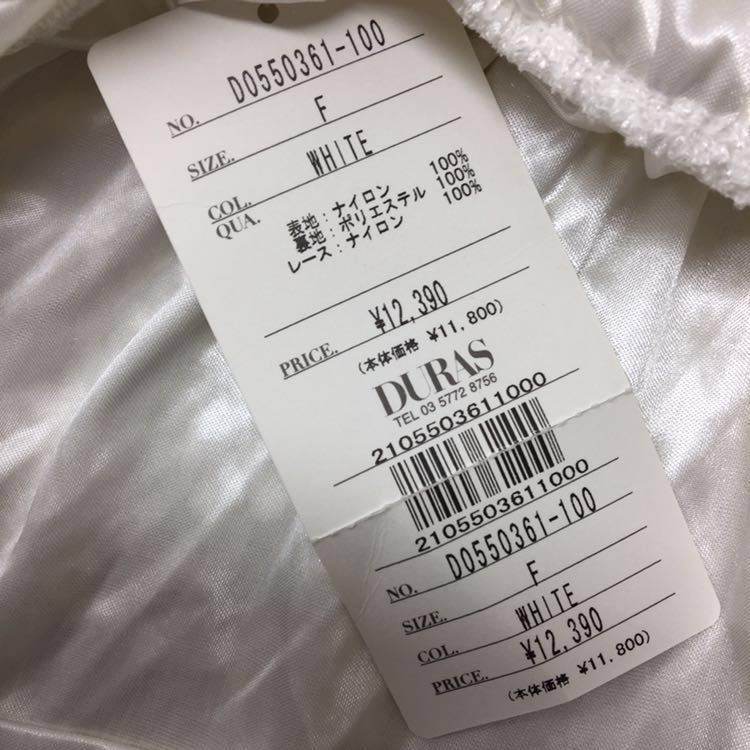 NO. D0550361-100
SIZE. F
COL. WHITE
QUA.
表地：ナイロン 100%
裏地：ポリエステル 100%
レース：ナイロン 100%
PRICE. ¥12,390
(本体価格 ¥11,800)
DURAS
TEL 03 5772 8756
2105503611000
2105503611000
NO. D0550361-100
SIZE. F
COL. WHITE
PRICE. ¥12,390
(本体価格 ¥11,800)